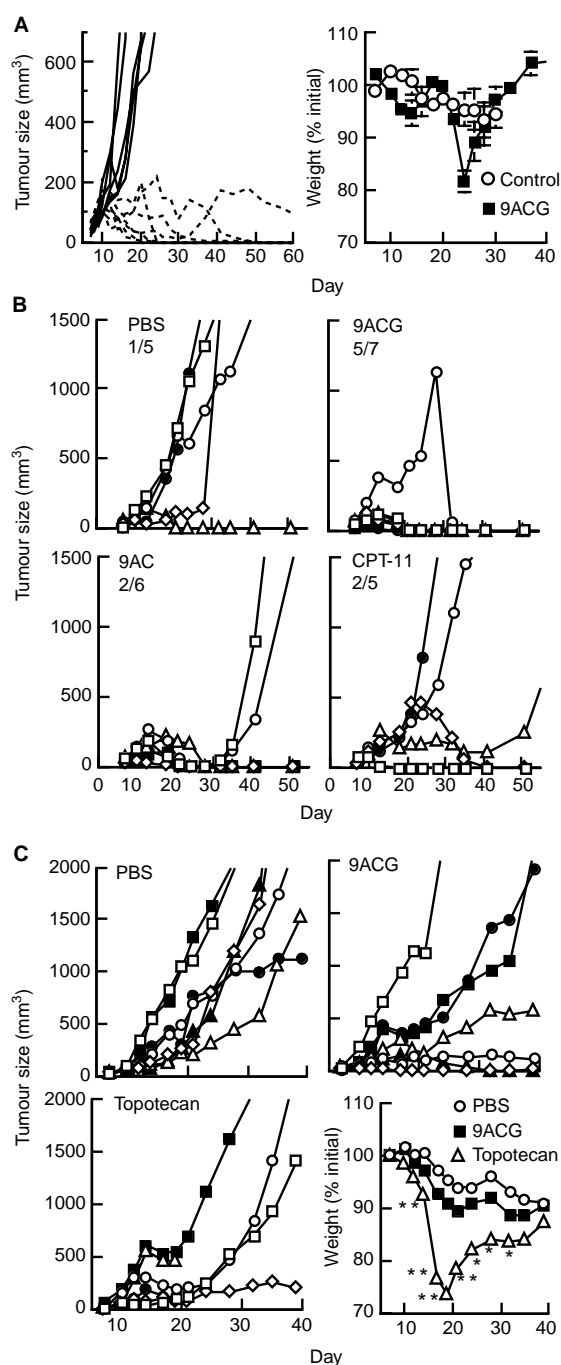 A
Tumour size (mm³)
600
400
200
0
10 20 30 40 50 60
Weight (% initial)
110
100
90
80
70
Control
9ACG
10 20 30 40
Day
B
Tumour size (mm³)
1500
1000
500
0
PBS
1/5
9ACG
5/7
1500
1000
500
0
9AC
2/6
CPT-11
2/5
0 10 20 30 40 50
10 20 30 40 50
Day
Day
C
Tumour size (mm³)
2000
1500
1000
500
0
PBS
9ACG
2000
1500
1000
500
0
Topotecan
10 20 30 40
Day
Weight (% initial)
110
100
90
80
70
PBS
9ACG
Topotecan
**
**
**
**
*
*
*
0 10 20 30 40
Day